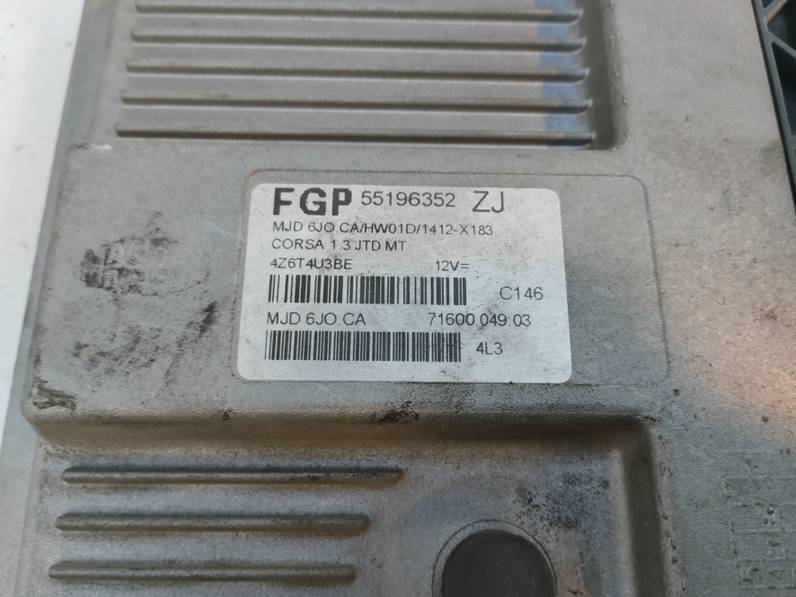 FGP 55196352 ZJ
MJD 6JO.CA/HW01D/1412-X183
CORSA 1.3 JTD MT
4Z6T4U3BE 12V=
C146
MJD 6JO.CA 71600.049.03
4L3